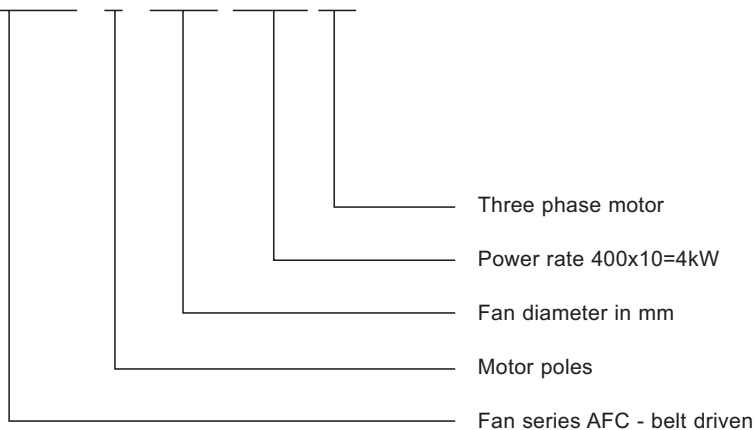 Three phase motor
Power rate 400x10=4kW
Fan diameter in mm
Motor poles
Fan series AFC - belt driven